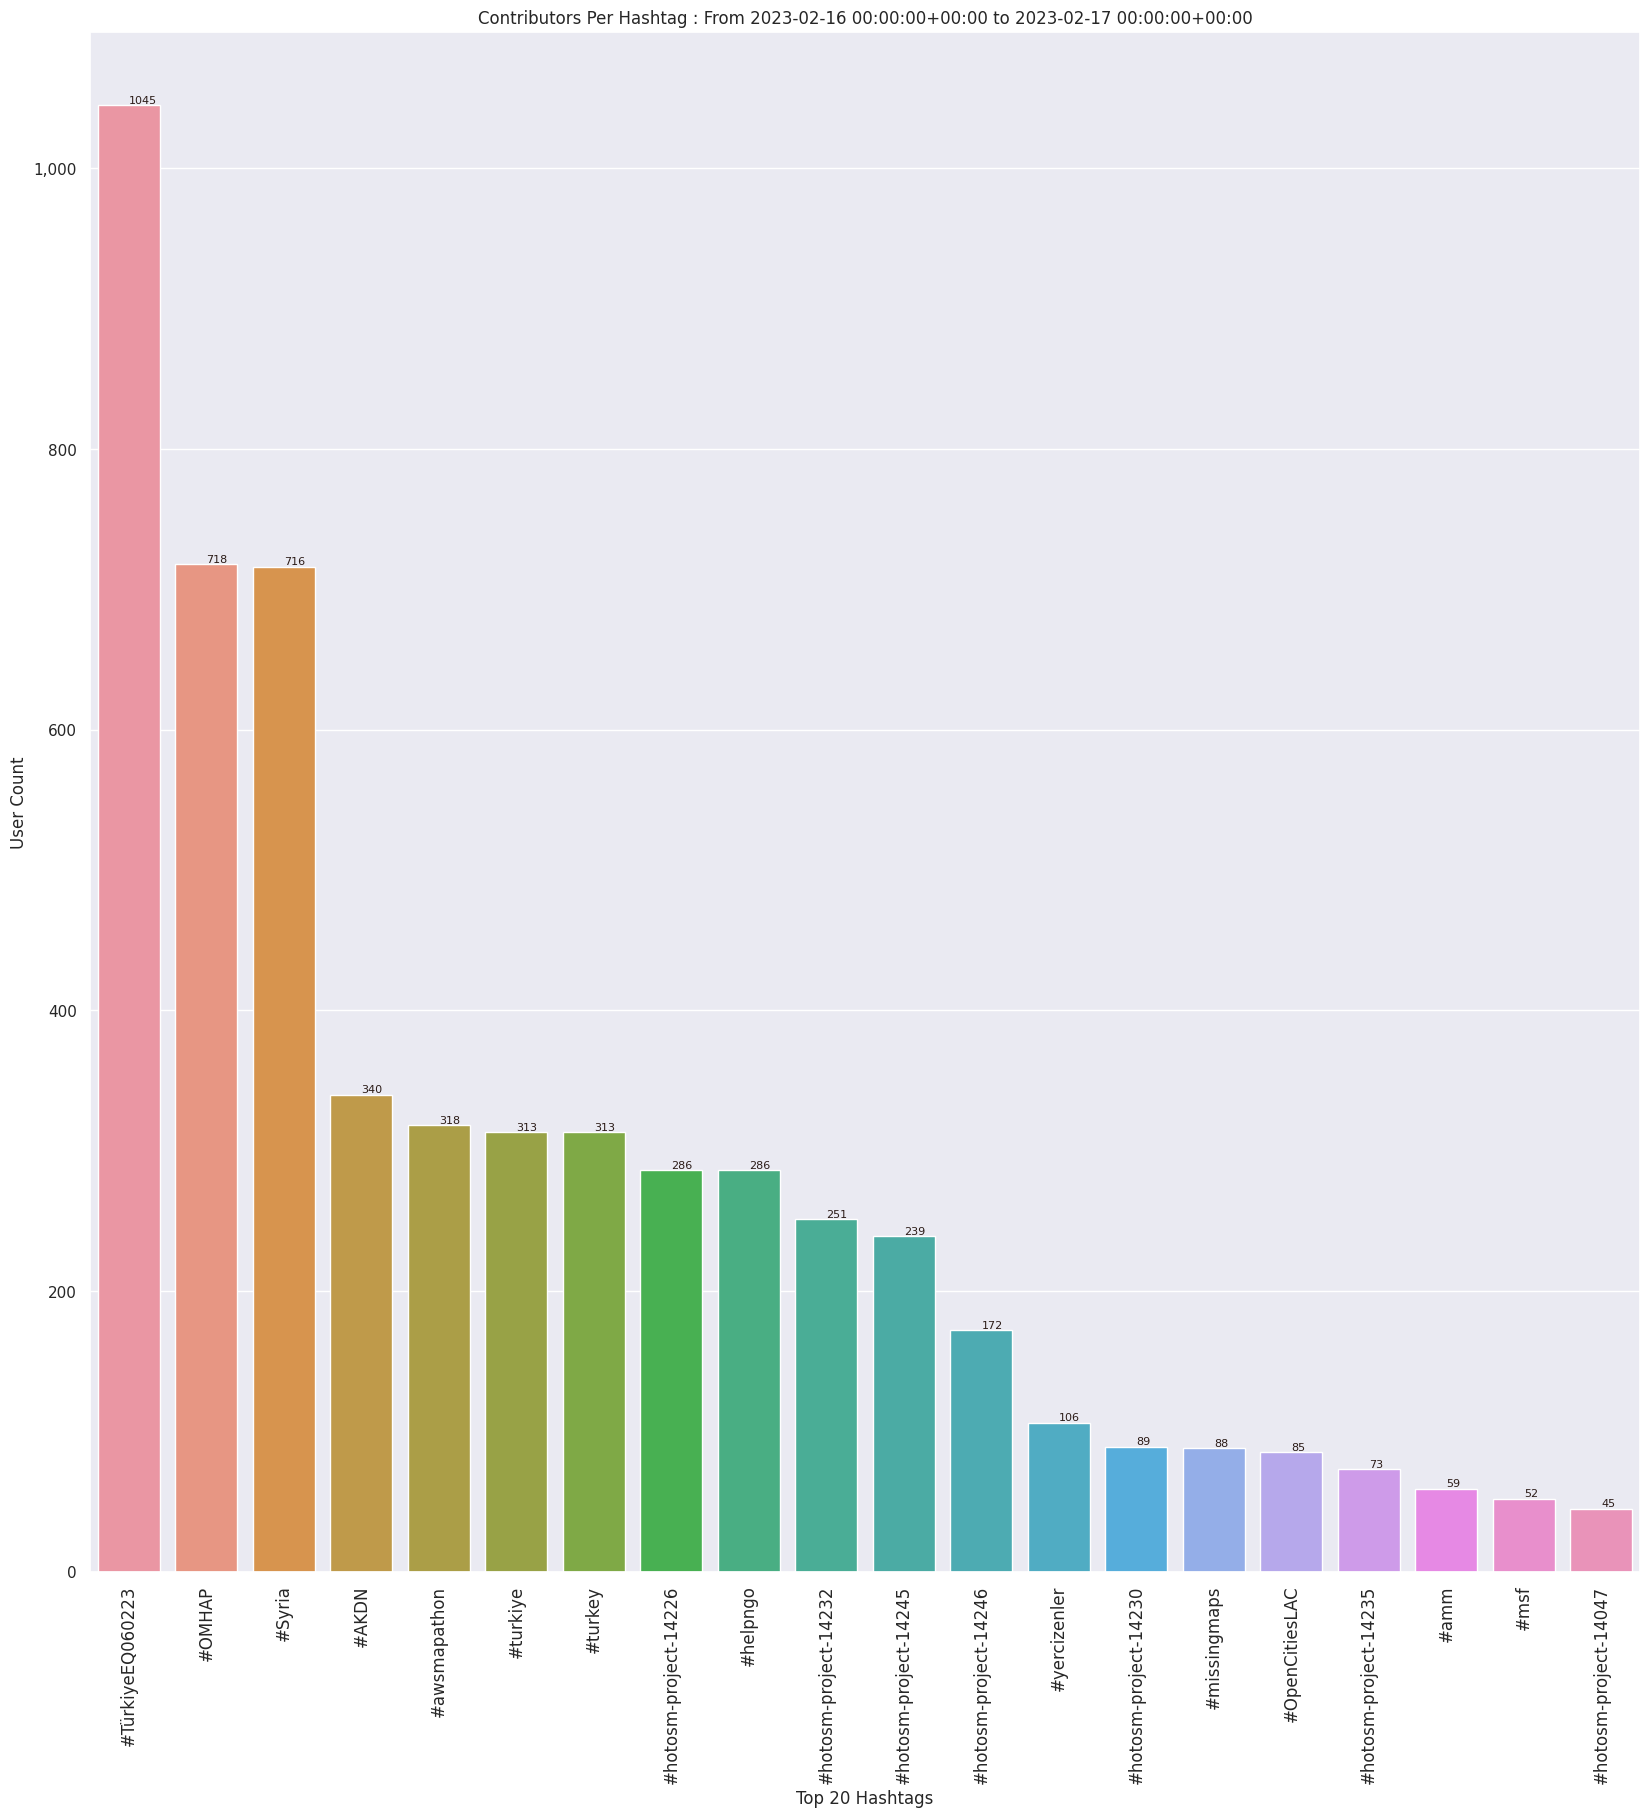 Contributors Per Hashtag : From 2023-02-16 00:00:00+00:00 to 2023-02-17 00:00:00+00:00
User Count
1,000
800
600
400
200
0
1045
718
716
340
318
313
313
286
286
251
239
172
106
89
88
85
73
59
52
45
#TürkiyeEQ060223
#OMHAP
#Syria
#AKDN
#awsmapathon
#turkiye
#turkey
#hotosm-project-14226
#helpngo
#hotosm-project-14232
#hotosm-project-14245
#hotosm-project-14246
#yercizenler
#hotosm-project-14230
#missingmaps
#OpenCitiesLAC
#hotosm-project-14235
#amm
#msf
#hotosm-project-14047
Top 20 Hashtags